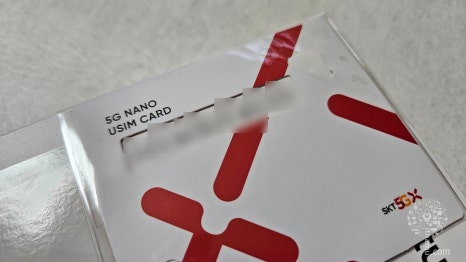 5G NANO
USIM CARD
SKT 5GX